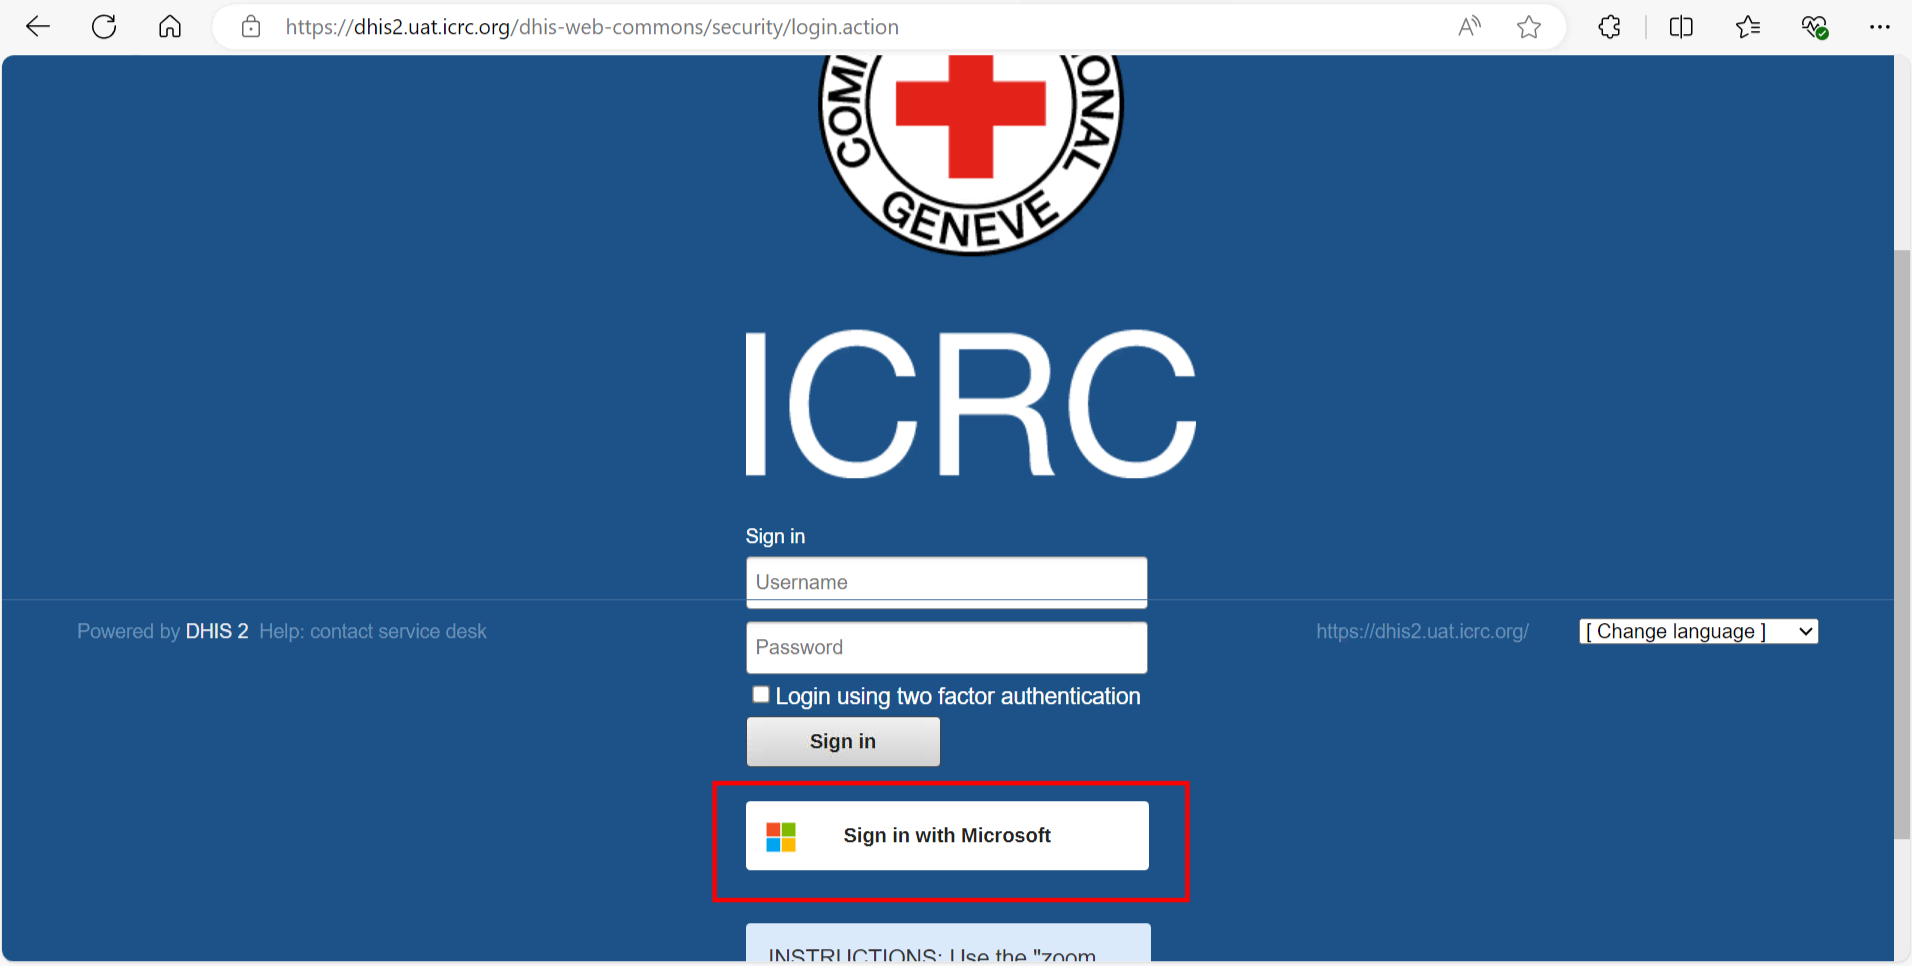 https://dhis2.uat.icrc.org/dhis-web-commons/security/login.action
GENEVE
ICRC
Sign in
Username
Powered by DHIS 2 Help: contact service desk
https://dhis2.uat.icrc.org/
[ Change language ]
Password
Login using two factor authentication
Sign in
Sign in with Microsoft
INSTRUCTIONS: Use the "zoom